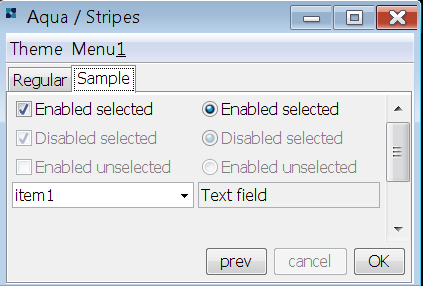 Aqua / Stripes
Theme Menu1
Regular Sample
Enabled selected Enabled selected
Disabled selected Disabled selected
Enabled unselected Enabled unselected
item1 Text field
prev cancel OK